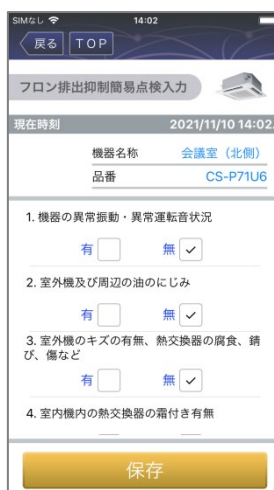 SIMなし 14:02
戻る TOP
フロン排出抑制簡易点検入力
現在時刻 2021/11/10 14:02
機器名称 会議室（北側）
品番 CS-P71U6
1. 機器の異常振動・異常運転音状況
有 無
2. 室外機及び周辺の油のにじみ
有 無
3. 室外機のキズの有無、熱交換器の腐食、錆
び、傷など
有 無
4. 室内機内の熱交換器の霜付き有無
保存